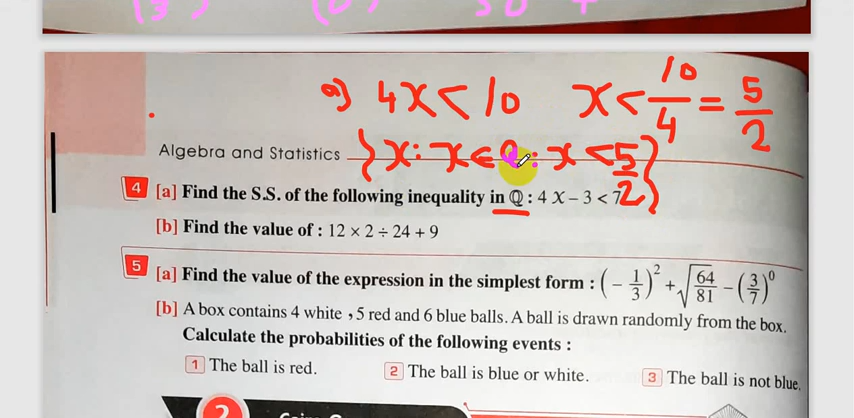 a) 4x < 10 x < 10/4 = 5/2
{x : x ∈ Q : x < 5/2}
Algebra and Statistics
4 [a] Find the S.S. of the following inequality in ℚ : 4 X – 3 < 7
[b] Find the value of : 12 × 2 ÷ 24 + 9
5 [a] Find the value of the expression in the simplest form : (– 1/3)² + √(64/81) – (3/7)⁰
[b] A box contains 4 white , 5 red and 6 blue balls. A ball is drawn randomly from the box.
Calculate the probabilities of the following events :
1 The ball is red. 2 The ball is blue or white. 3 The ball is not blue.
2